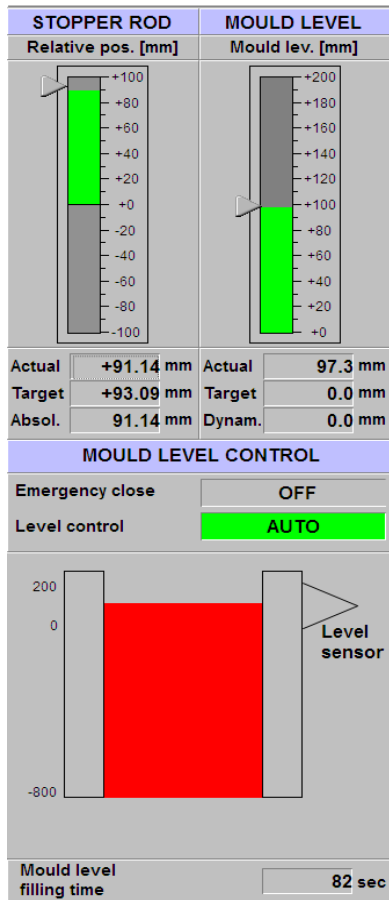 STOPPER ROD
Relative pos. [mm]
+100
+80
+60
+40
+20
+0
-20
-40
-60
-80
-100
Actual +91.14 mm
Target +93.09 mm
Absol. 91.14 mm
MOULD LEVEL
Mould lev. [mm]
+200
+180
+160
+140
+120
+100
+80
+60
+40
+20
+0
Actual 97.3 mm
Target 0.0 mm
Dynam. 0.0 mm
MOULD LEVEL CONTROL
Emergency close OFF
Level control AUTO
200
0
-800
Level
sensor
Mould level
filling time 82 sec